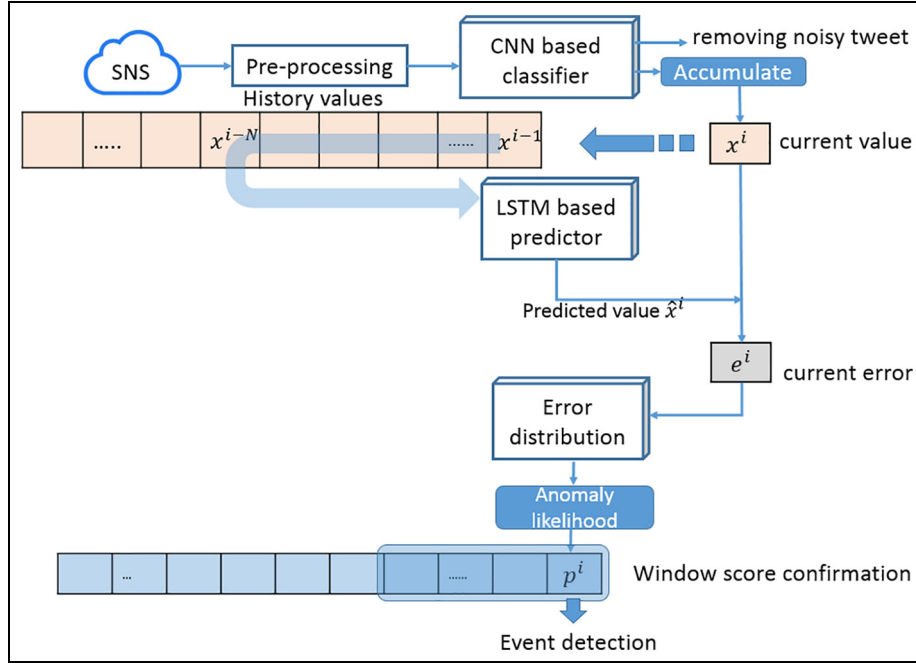 CNN based
classifier
removing noisy tweet
SNS
Pre-processing
Accumulate
History values
..... x^{i-N} ...... x^{i-1}
x^i
current value
LSTM based
predictor
Predicted value x̂^i
e^i
current error
Error
distribution
Anomaly
likelihood
... ...... p^i
Window score confirmation
Event detection